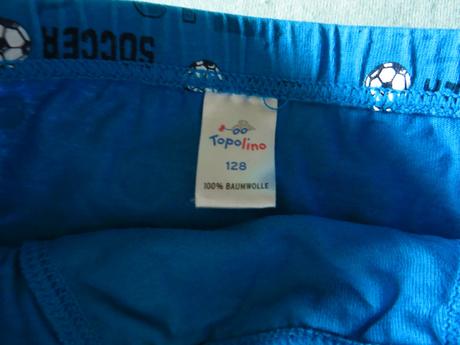 SOCCER
Topolino
128
100% BAUMWOLLE